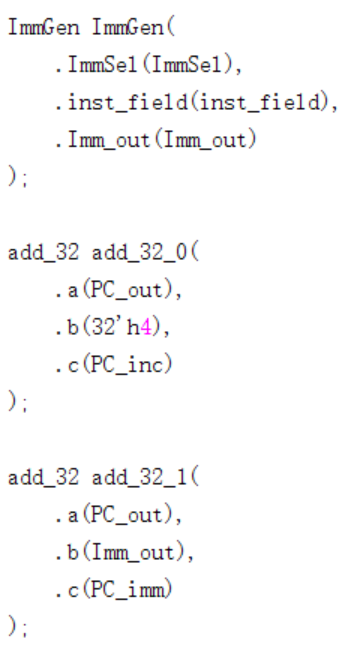 ImmGen ImmGen(
.ImmSel(ImmSel),
.inst_field(inst_field),
.Imm_out(Imm_out)
);
add_32 add_32_0(
.a(PC_out),
.b(32'h4),
.c(PC_inc)
);
add_32 add_32_1(
.a(PC_out),
.b(Imm_out),
.c(PC_imm)
);